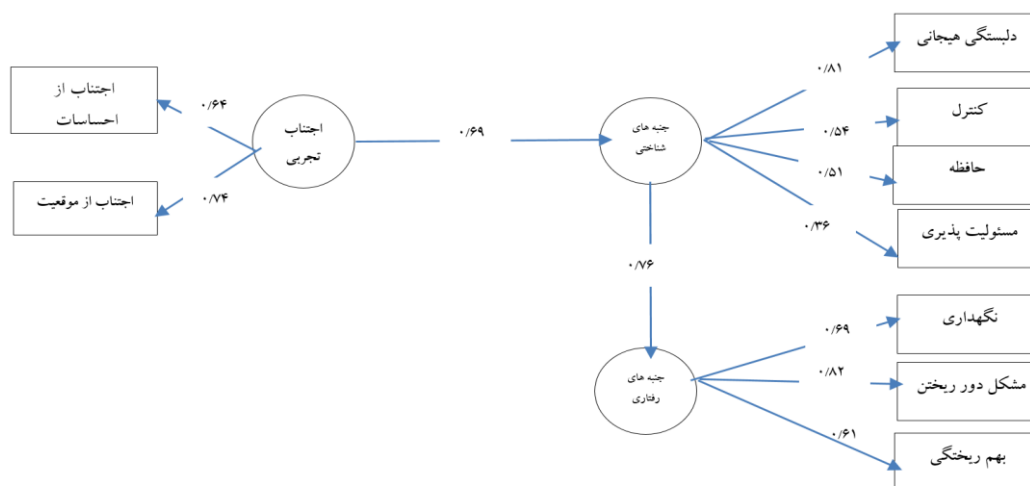 دلبستگی هیجانی
۰/۸۱
اجتناب از
احساسات
۰/۶۴
کنترل
۰/۵۴
اجتناب
تجربی
۰/۶۹
جنبه های
شناختی
حافظه
۰/۵۱
اجتناب از موقعیت
۰/۷۴
مسئولیت پذیری
۰/۳۶
۰/۷۶
نگهداری
۰/۶۹
جنبه های
رفتاری
مشکل دور ریختن
۰/۸۲
بهم ریختگی
۰/۶۱